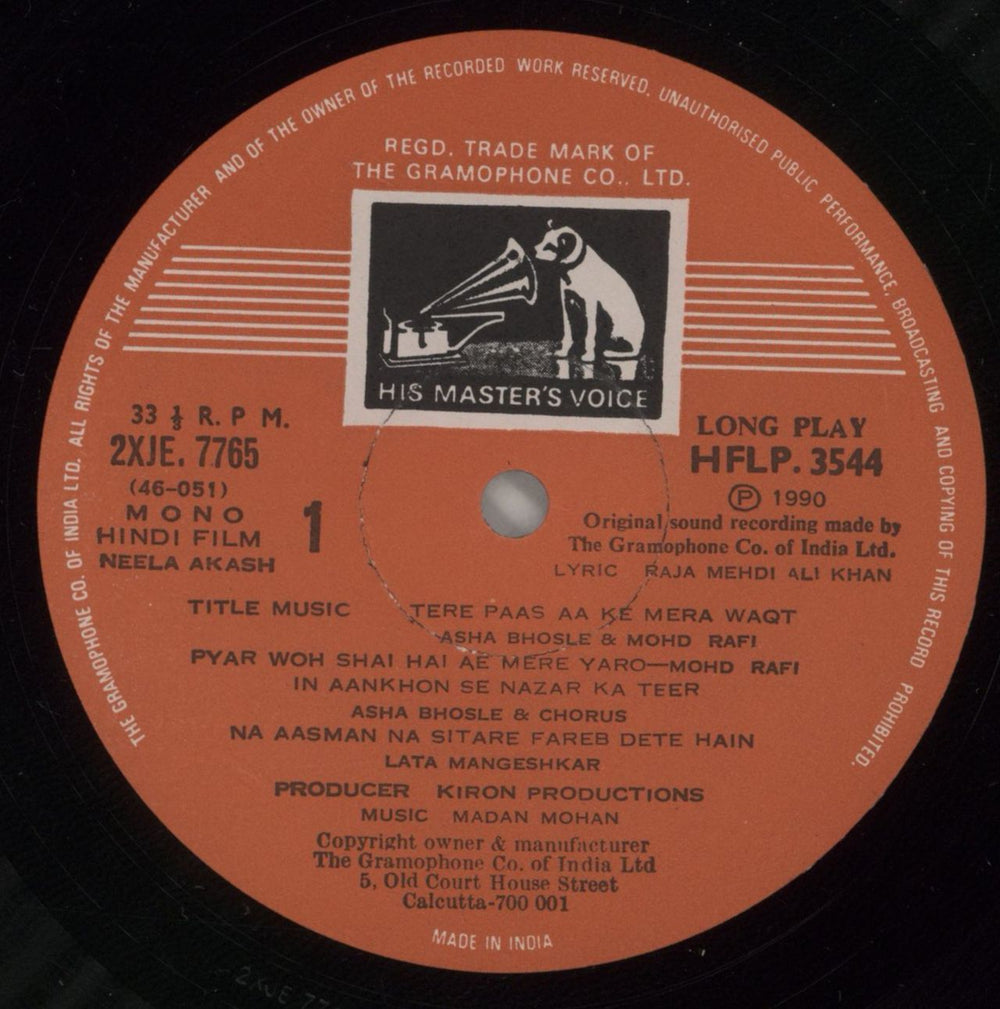 THE GRAMOPHONE CO. OF INDIA LTD. ALL RIGHTS OF THE MANUFACTURER AND OF THE OWNER OF THE RECORDED WORK RESERVED. UNAUTHORISED PUBLIC PERFORMANCE, BROADCASTING AND COPYING OF THIS RECORD PROHIBITED.
REGD. TRADE MARK OF
THE GRAMOPHONE CO., LTD.
HIS MASTER'S VOICE
33 ⅓ R. P M.
2XJE. 7765
(46-051)
MONO
HINDI FILM
NEELA AKASH
1
LONG PLAY
HFLP. 3544
Ⓟ 1990
Original sound recording made by
The Gramophone Co. of India Ltd.
LYRIC RAJA MEHDI ALI KHAN
TITLE MUSIC TERE PAAS AA KE MERA WAQT
ASHA BHOSLE & MOHD RAFI
PYAR WOH SHAI HAI AE MERE YARO—MOHD RAFI
IN AANKHON SE NAZAR KA TEER
ASHA BHOSLE & CHORUS
NA AASMAN NA SITARE FAREB DETE HAIN
LATA MANGESHKAR
PRODUCER KIRON PRODUCTIONS
MUSIC MADAN MOHAN
Copyright owner & manufacturer
The Gramophone Co. of India Ltd
5, Old Court House Street
Calcutta-700 001
MADE IN INDIA